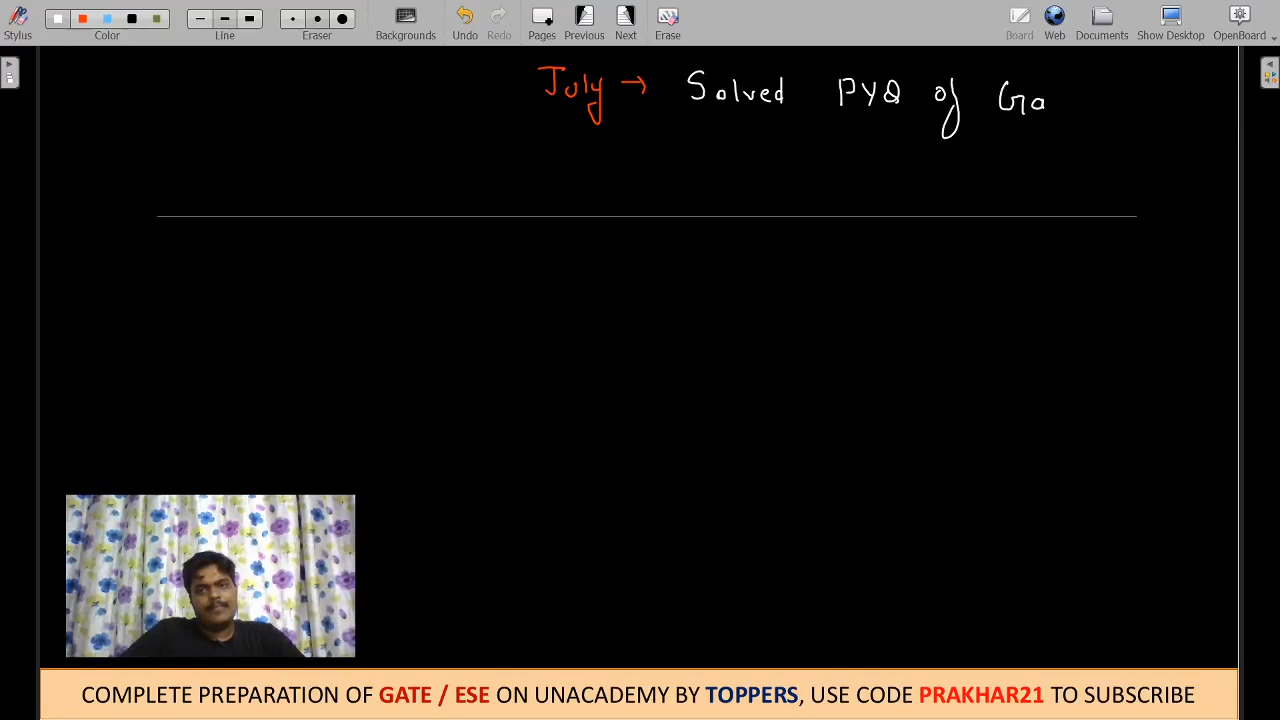 Stylus Color Line Eraser Backgrounds Undo Redo Pages Previous Next Erase Board Web Documents Show Desktop OpenBoard
July → Solved PYQ of Ga
COMPLETE PREPARATION OF GATE / ESE ON UNACADEMY BY TOPPERS, USE CODE PRAKHAR21 TO SUBSCRIBE